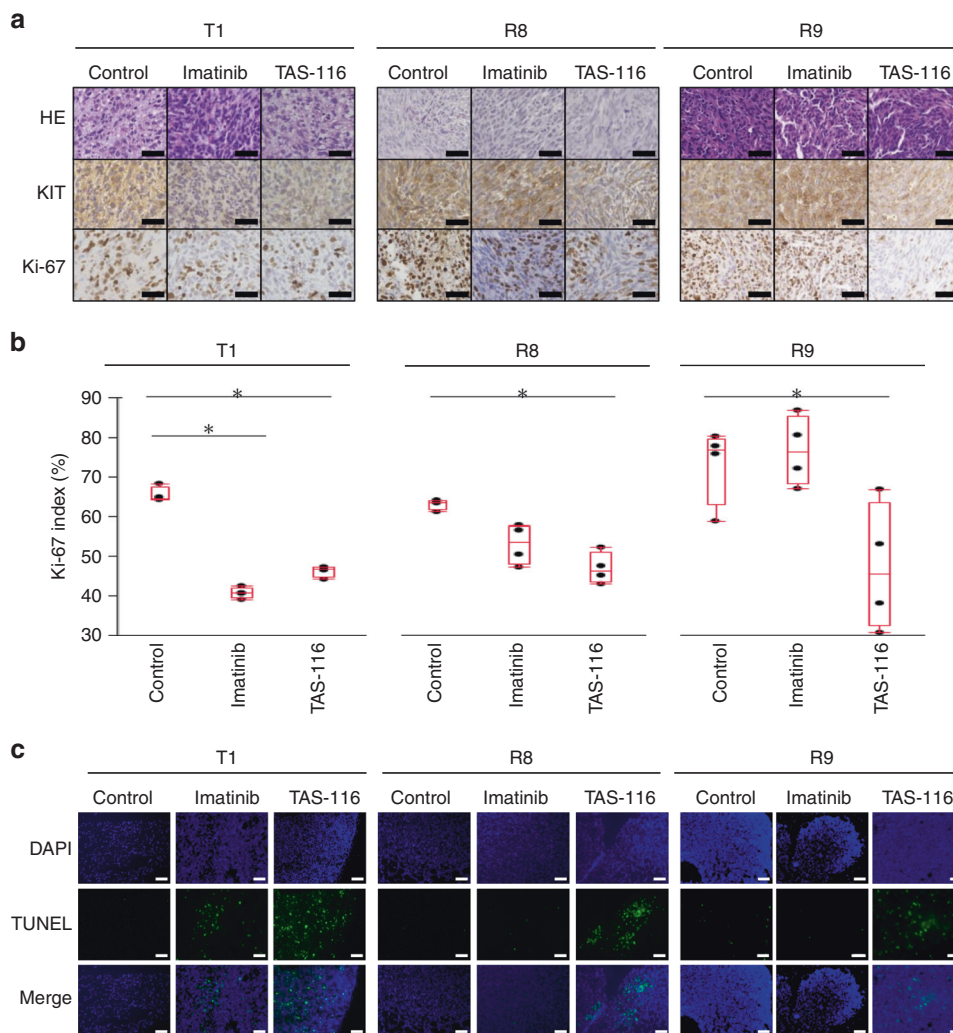 a
T1 R8 R9
Control Imatinib TAS-116 Control Imatinib TAS-116 Control Imatinib TAS-116
HE
KIT
Ki-67
b
T1 R8 R9
Ki-67 index (%)
90
80
70
60
50
40
30
* * * *
Control Imatinib TAS-116 Control Imatinib TAS-116 Control Imatinib TAS-116
c
T1 R8 R9
Control Imatinib TAS-116 Control Imatinib TAS-116 Control Imatinib TAS-116
DAPI
TUNEL
Merge